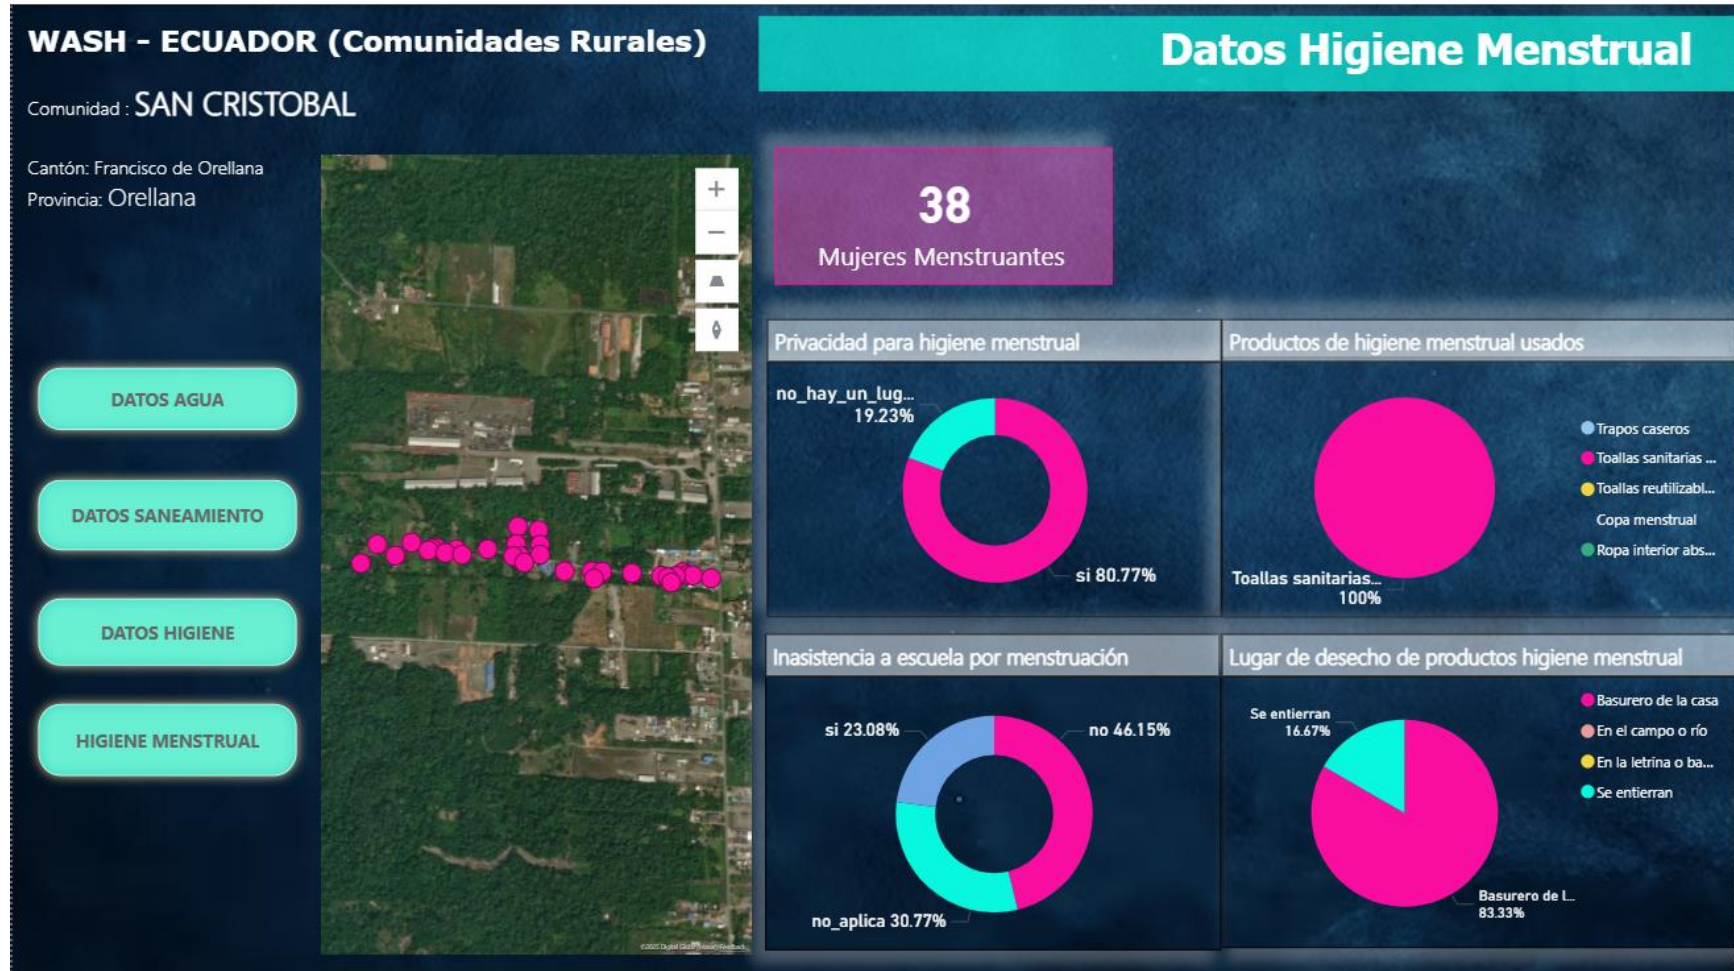 WASH - ECUADOR (Comunidades Rurales)
Comunidad : SAN CRISTOBAL
Cantón: Francisco de Orellana
Provincia: Orellana
DATOS AGUA
DATOS SANEAMIENTO
DATOS HIGIENE
HIGIENE MENSTRUAL
Datos Higiene Menstrual
38
Mujeres Menstruantes
Privacidad para higiene menstrual
no_hay_un_lug...
19.23%
si 80.77%
Productos de higiene menstrual usados
Toallas sanitarias...
100%
Trapos caseros
Toallas sanitarias ...
Toallas reutilizabl...
Copa menstrual
Ropa interior abs...
Inasistencia a escuela por menstruación
si 23.08%
no 46.15%
no_aplica 30.77%
Lugar de desecho de productos higiene menstrual
Se entierran
16.67%
Basurero de l...
83.33%
Basurero de la casa
En el campo o río
En la letrina o ba...
Se entierran